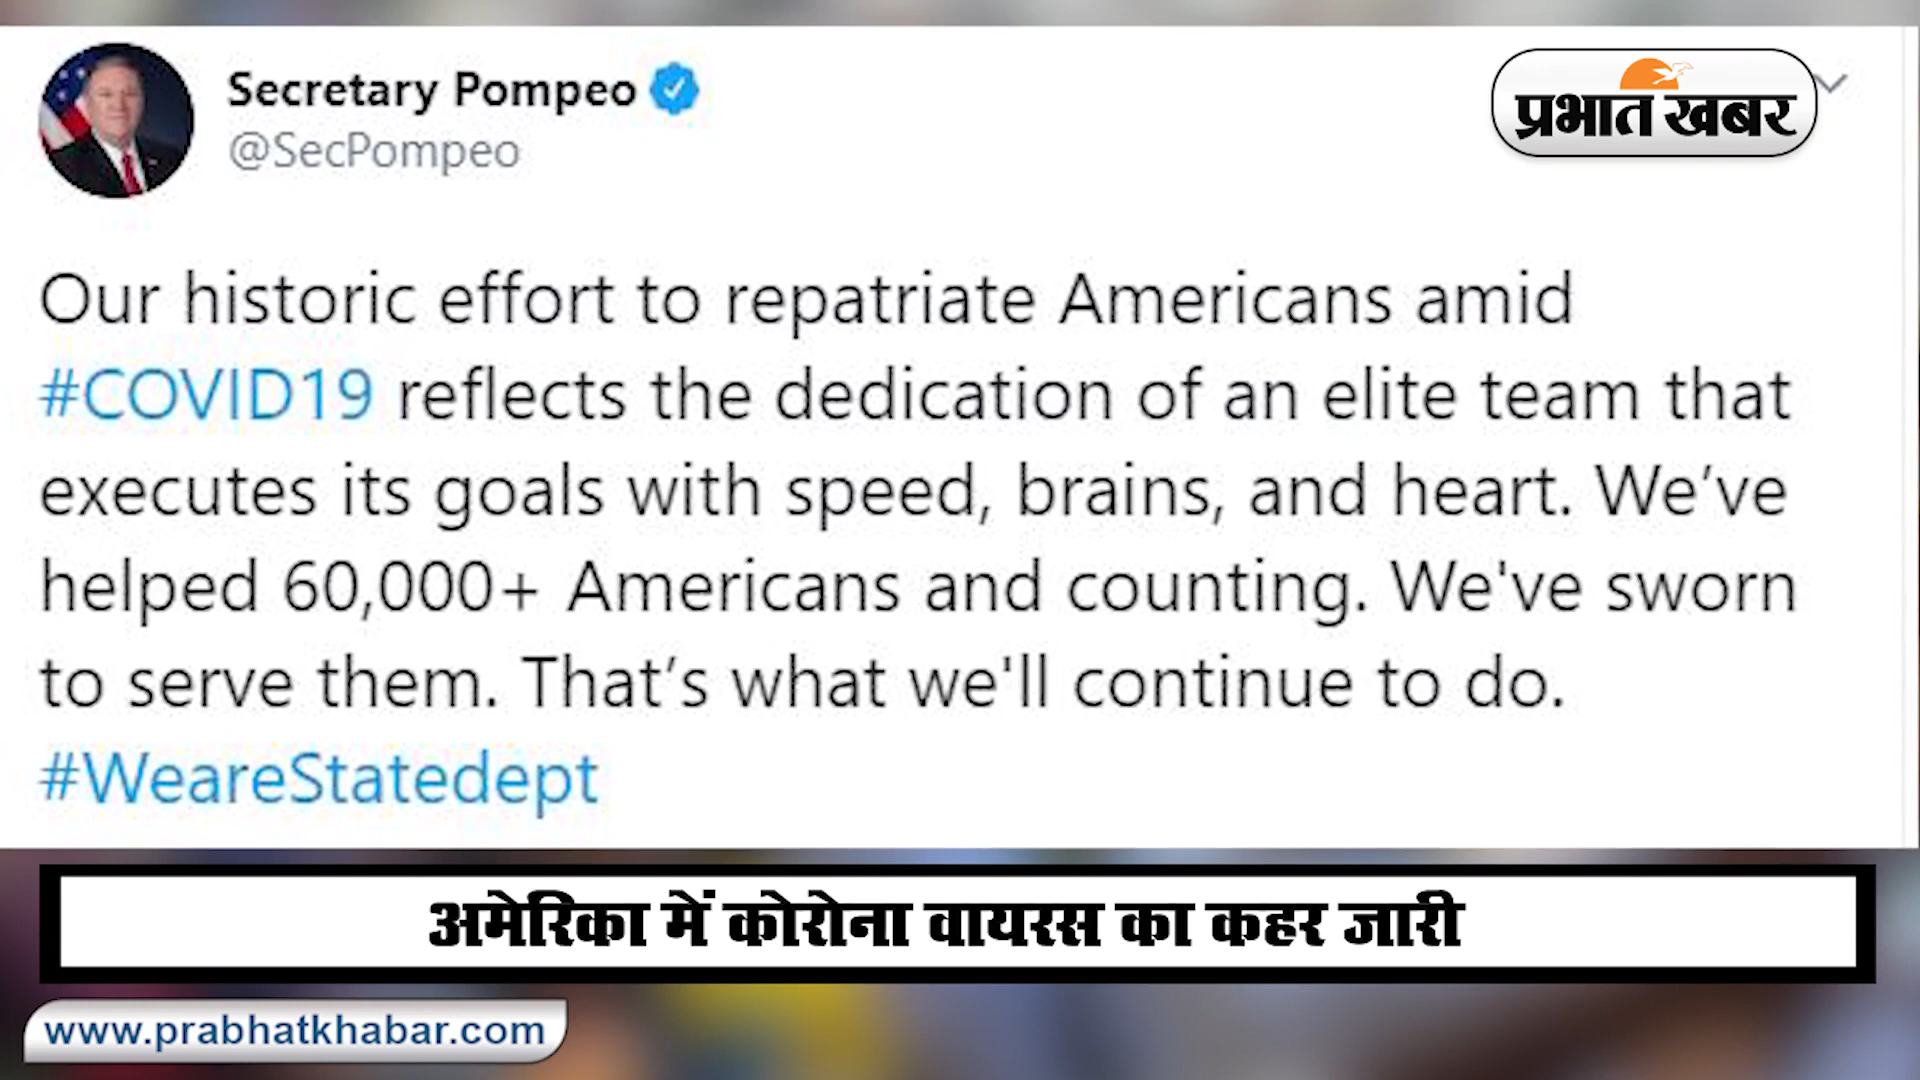 Secretary Pompeo
@SecPompeo
प्रभात खबर
Our historic effort to repatriate Americans amid
#COVID19 reflects the dedication of an elite team that
executes its goals with speed, brains, and heart. We’ve
helped 60,000+ Americans and counting. We've sworn
to serve them. That’s what we'll continue to do.
#WeareStatedept
अमेरिका में कोरोना वायरस का कहर जारी
www.prabhatkhabar.com